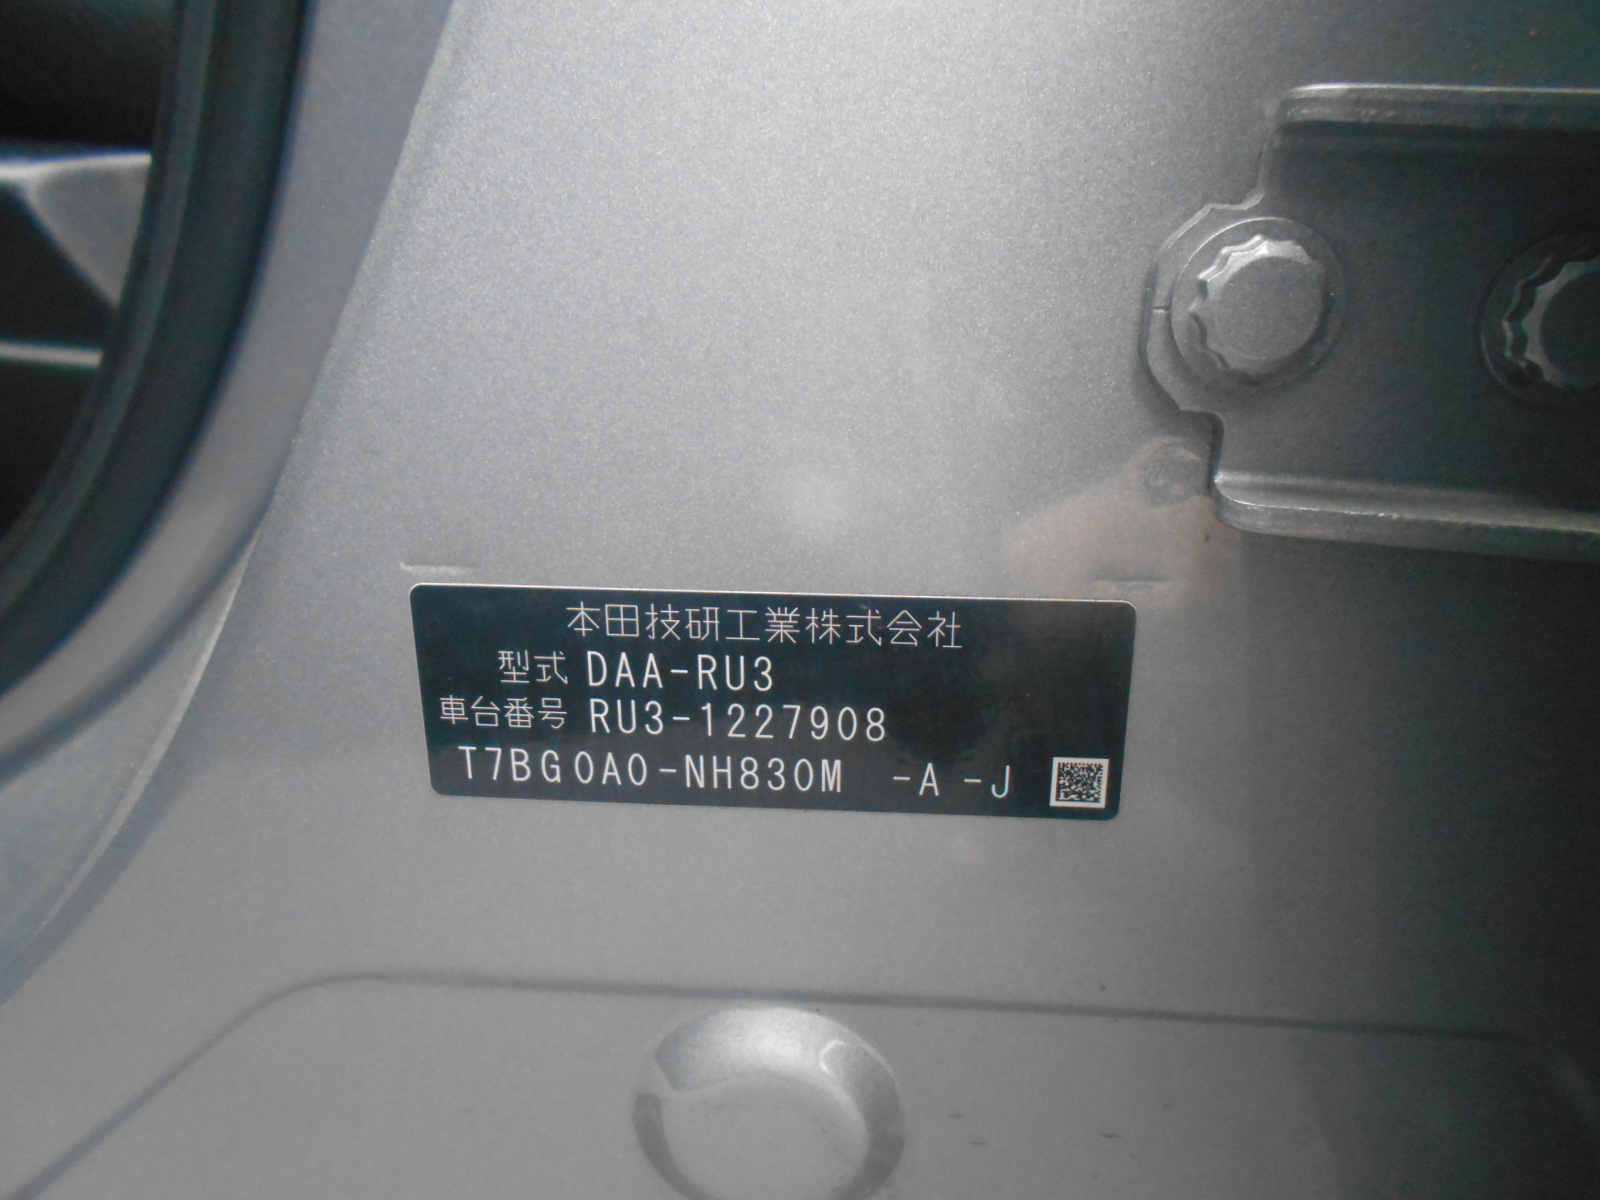 本田技研工業株式会社
型式 DAA-RU3
車台番号 RU3-1227908
T7BG0A0-NH830M -A -J